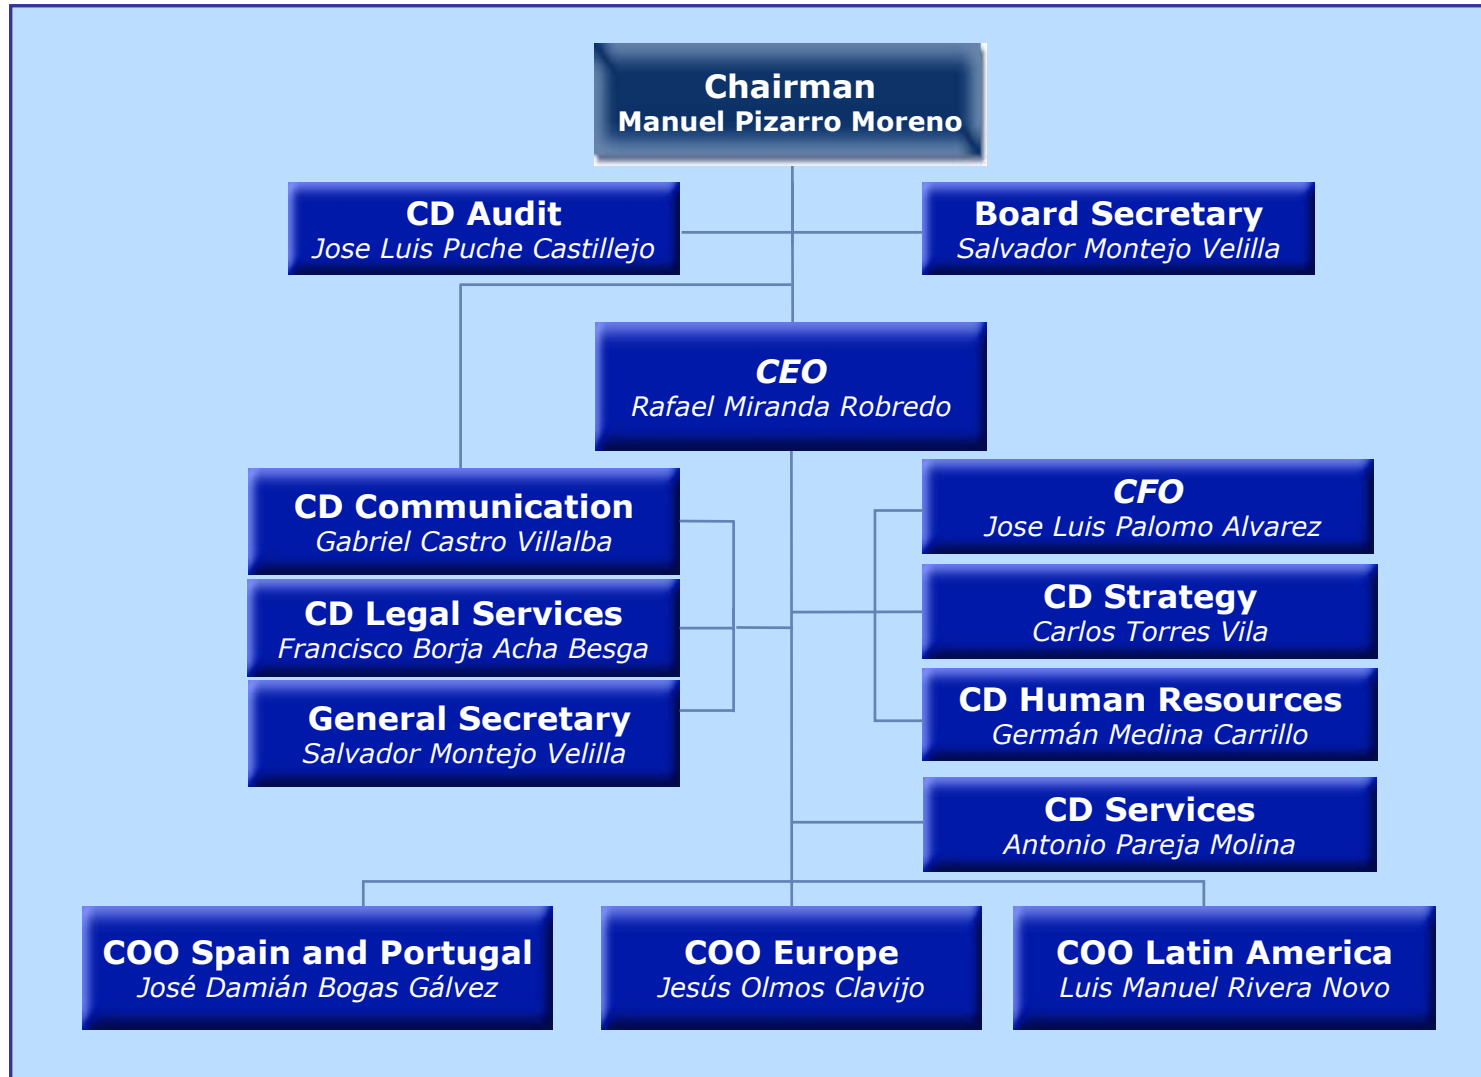 Chairman
Manuel Pizarro Moreno
CD Audit
Jose Luis Puche Castillejo
Board Secretary
Salvador Montejo Velilla
CEO
Rafael Miranda Robredo
CD Communication
Gabriel Castro Villalba
CD Legal Services
Francisco Borja Acha Besga
General Secretary
Salvador Montejo Velilla
CFO
Jose Luis Palomo Alvarez
CD Strategy
Carlos Torres Vila
CD Human Resources
Germán Medina Carrillo
CD Services
Antonio Pareja Molina
COO Spain and Portugal
José Damián Bogas Gálvez
COO Europe
Jesús Olmos Clavijo
COO Latin America
Luis Manuel Rivera Novo